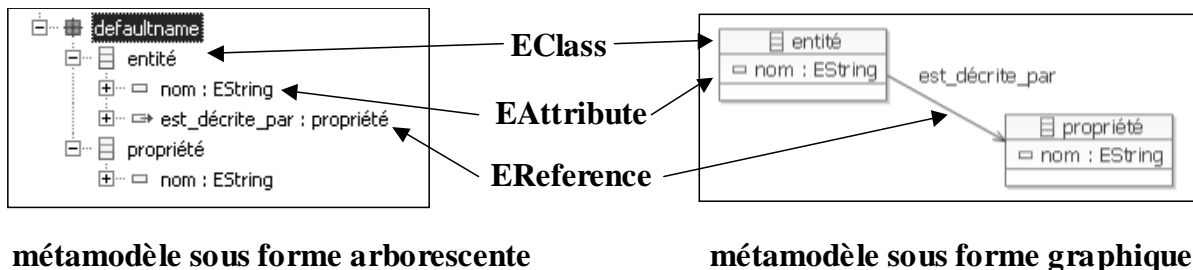 defaultname
entité
nom : EString
est_décrite_par : propriété
propriété
nom : EString
EClass
EAttribute
EReference
entité
nom : EString
est_décrite_par
propriété
nom : EString
métamodèle sous forme arborescente
métamodèle sous forme graphique